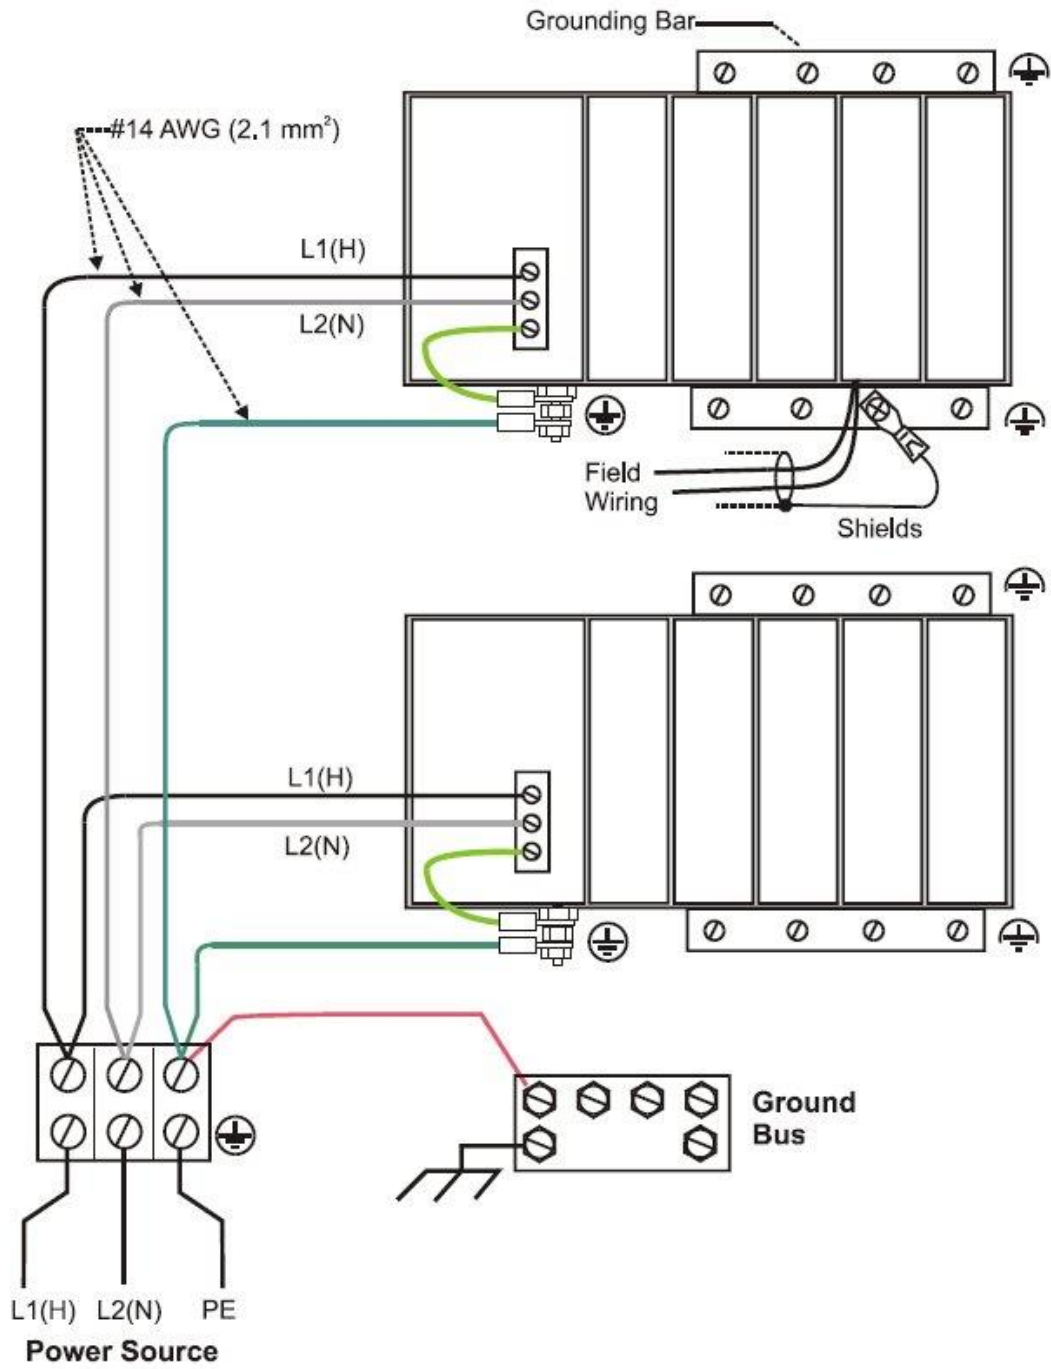 Grounding Bar
#14 AWG (2.1 mm²)
L1(H)
L2(N)
Field
Wiring
Shields
L1(H)
L2(N)
Ground
Bus
L1(H) L2(N) PE
Power Source